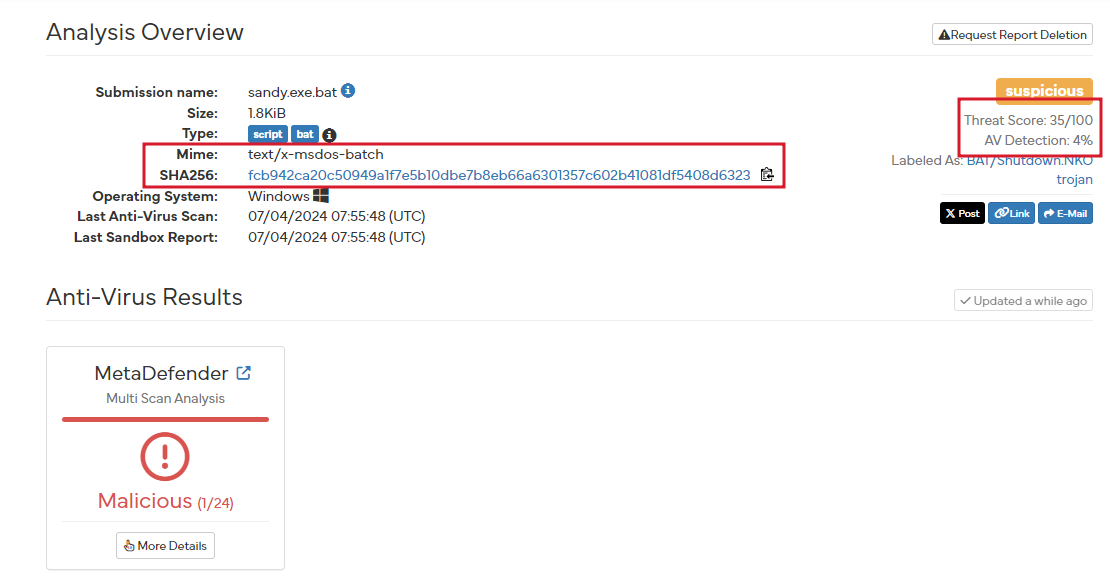 Analysis Overview
Request Report Deletion
Submission name: sandy.exe.bat
Size: 1.8KiB
Type: script bat
Mime: text/x-msdos-batch
SHA256: fcb942ca20c50949a1f7e5b10dbe7b8eb66a6301357c602b41081df5408d6323
Operating System: Windows
Last Anti-Virus Scan: 07/04/2024 07:55:48 (UTC)
Last Sandbox Report: 07/04/2024 07:55:48 (UTC)
suspicious
Threat Score: 35/100
AV Detection: 4%
Labeled As: BAT/Shutdown.NKO
trojan
X Post Link E-Mail
Anti-Virus Results
Updated a while ago
MetaDefender
Multi Scan Analysis
Malicious (1/24)
More Details